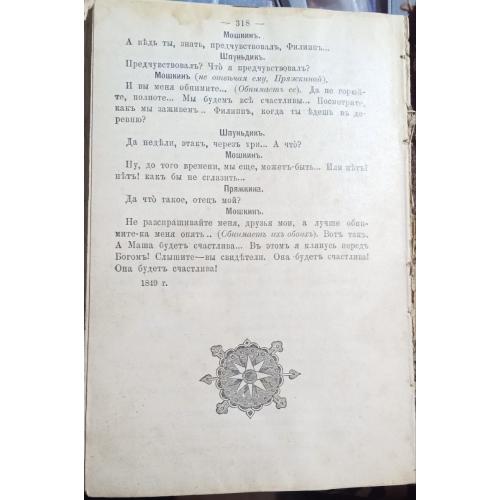 — 318 —
Мошкинъ.
А вѣдь ты, знать, предчувствовалъ, Филиппъ...
Шпуньдикъ.
Предчувствовалъ? Что̀ я предчувствовалъ?
Мошкинъ (не отвѣчая ему, Пряжкиной).
И вы меня обнимите... (Обнимаетъ ее). Да не горюй-
те, полноте... Мы будемъ всѣ счастливы... Посмотрите,
какъ мы заживемъ... Филиппъ, когда ты ѣдешь въ де-
ревню?
Шпуньдикъ.
Да недѣли, этакъ, черезъ три... А что̀?
Мошкинъ.
Ну, до того времени, мы еще, можетъ-быть... Или нѣтъ!
нѣтъ! какъ бы не сглазить...
Пряжкина.
Да что̀ такое, отецъ мой?
Мошкинъ.
Не разспрашивайте меня, друзья мои, а лучше обни-
мите-ка меня опять... (Обнимаетъ ихъ обоихъ). Вотъ такъ.
А Маша будетъ счастлива... Въ этомъ я клянусь передъ
Богомъ! Слышите—вы свидѣтели. Она будетъ счастлива!
Она будетъ счастлива!
1849 г.